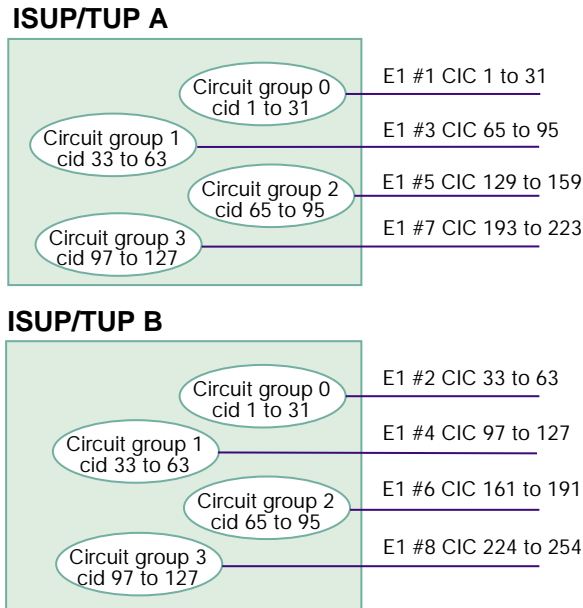 ISUP/TUP A
Circuit group 0
cid 1 to 31
E1 #1 CIC 1 to 31
Circuit group 1
cid 33 to 63
E1 #3 CIC 65 to 95
Circuit group 2
cid 65 to 95
E1 #5 CIC 129 to 159
Circuit group 3
cid 97 to 127
E1 #7 CIC 193 to 223
ISUP/TUP B
Circuit group 0
cid 1 to 31
E1 #2 CIC 33 to 63
Circuit group 1
cid 33 to 63
E1 #4 CIC 97 to 127
Circuit group 2
cid 65 to 95
E1 #6 CIC 161 to 191
Circuit group 3
cid 97 to 127
E1 #8 CIC 224 to 254